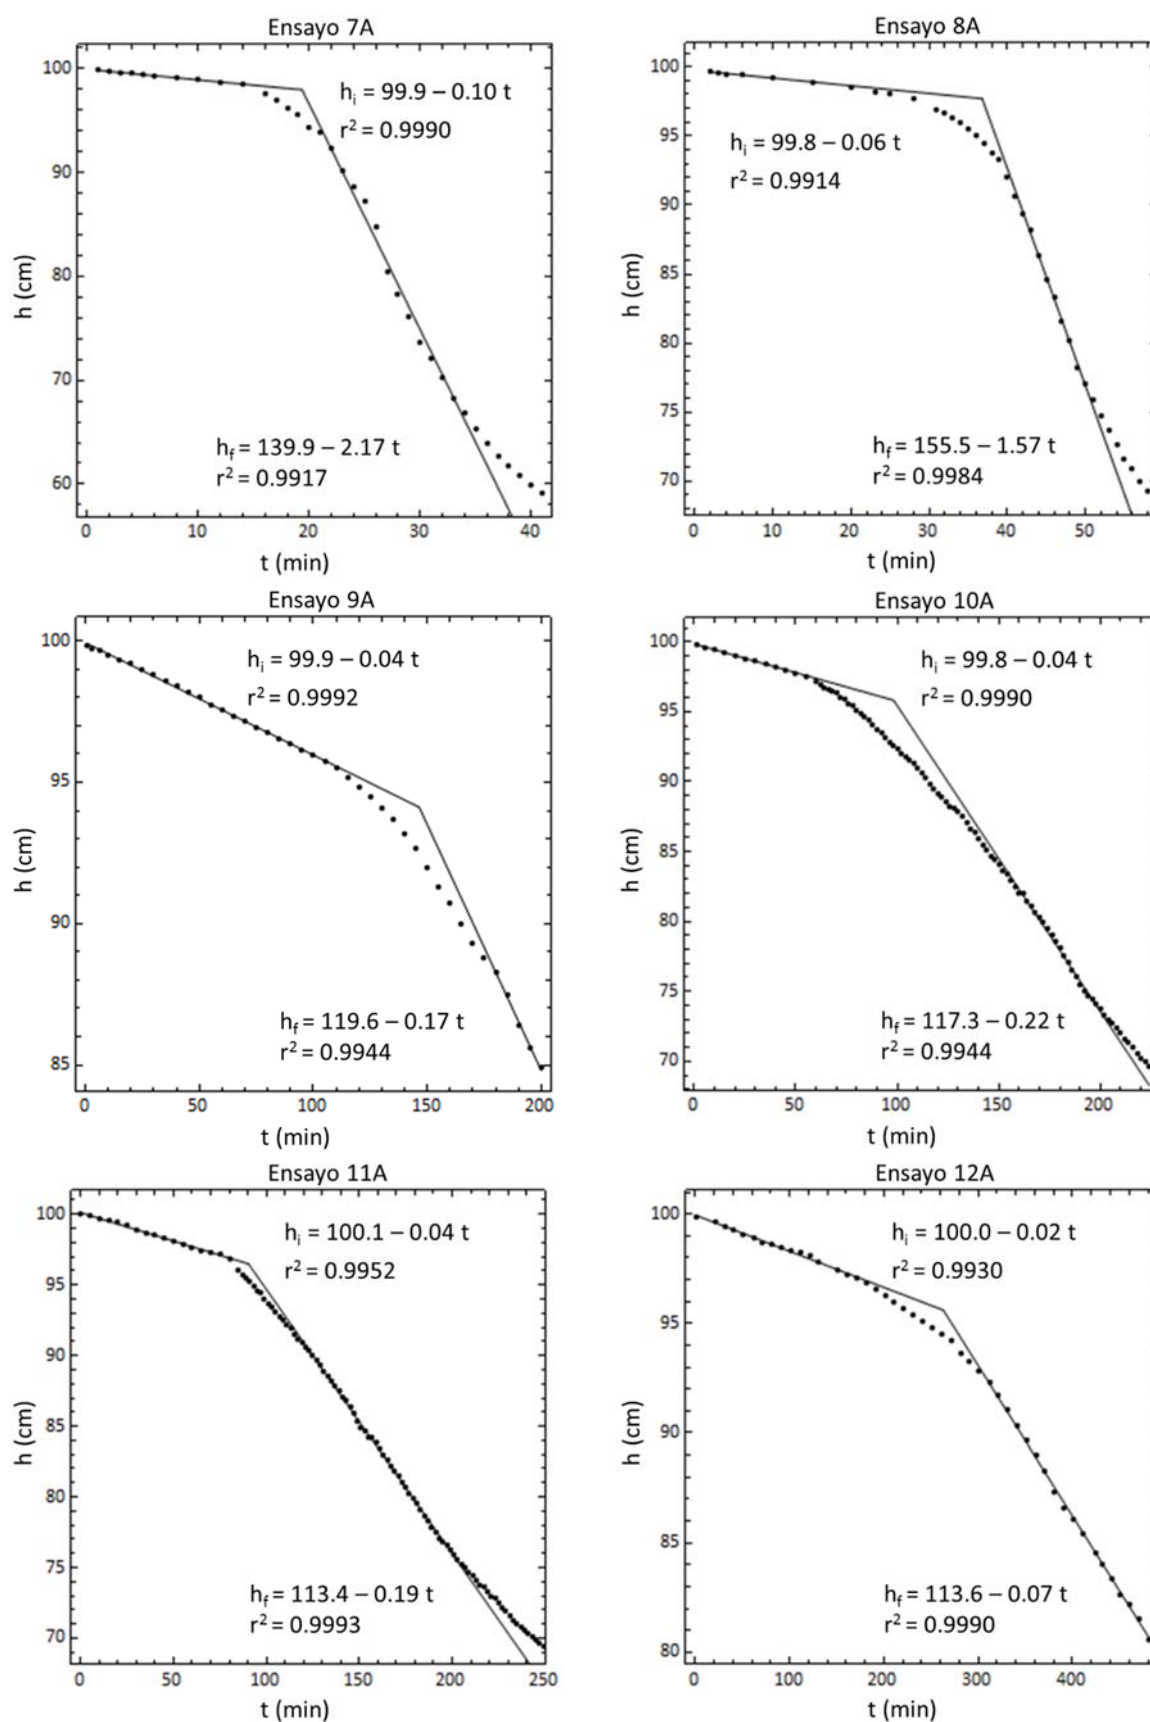 Ensayo 7A
h (cm)
100
90
80
70
60
hᵢ = 99.9 – 0.10 t
r² = 0.9990
h_f = 139.9 – 2.17 t
r² = 0.9917
0 10 20 30 40
t (min)
Ensayo 8A
h (cm)
100
95
90
85
80
75
70
hᵢ = 99.8 – 0.06 t
r² = 0.9914
h_f = 155.5 – 1.57 t
r² = 0.9984
0 10 20 30 40 50
t (min)
Ensayo 9A
h (cm)
100
95
90
85
hᵢ = 99.9 – 0.04 t
r² = 0.9992
h_f = 119.6 – 0.17 t
r² = 0.9944
0 50 100 150 200
t (min)
Ensayo 10A
h (cm)
100
95
90
85
80
75
70
hᵢ = 99.8 – 0.04 t
r² = 0.9990
h_f = 117.3 – 0.22 t
r² = 0.9944
0 50 100 150 200
t (min)
Ensayo 11A
h (cm)
100
95
90
85
80
75
70
hᵢ = 100.1 – 0.04 t
r² = 0.9952
h_f = 113.4 – 0.19 t
r² = 0.9993
0 50 100 150 200 250
t (min)
Ensayo 12A
h (cm)
100
95
90
85
80
hᵢ = 100.0 – 0.02 t
r² = 0.9930
h_f = 113.6 – 0.07 t
r² = 0.9990
0 100 200 300 400
t (min)